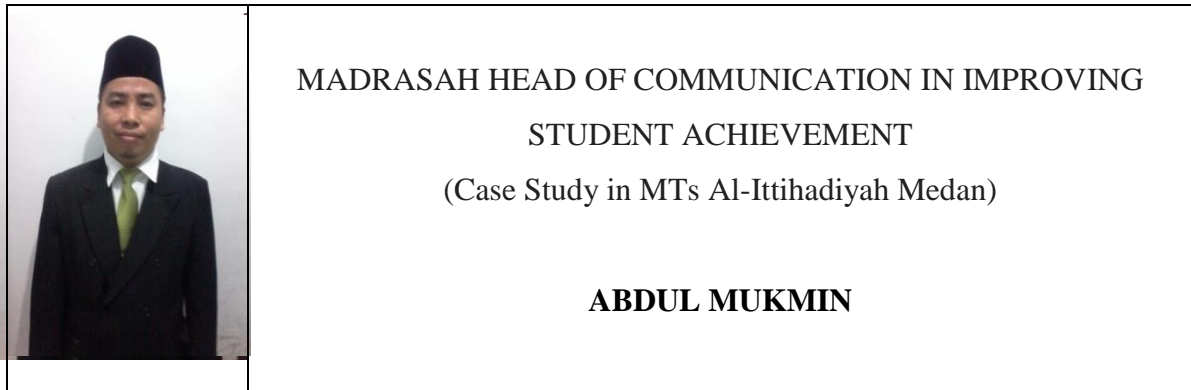 MADRASAH HEAD OF COMMUNICATION IN IMPROVING
STUDENT ACHIEVEMENT
(Case Study in MTs Al-Ittihadiyah Medan)
ABDUL MUKMIN